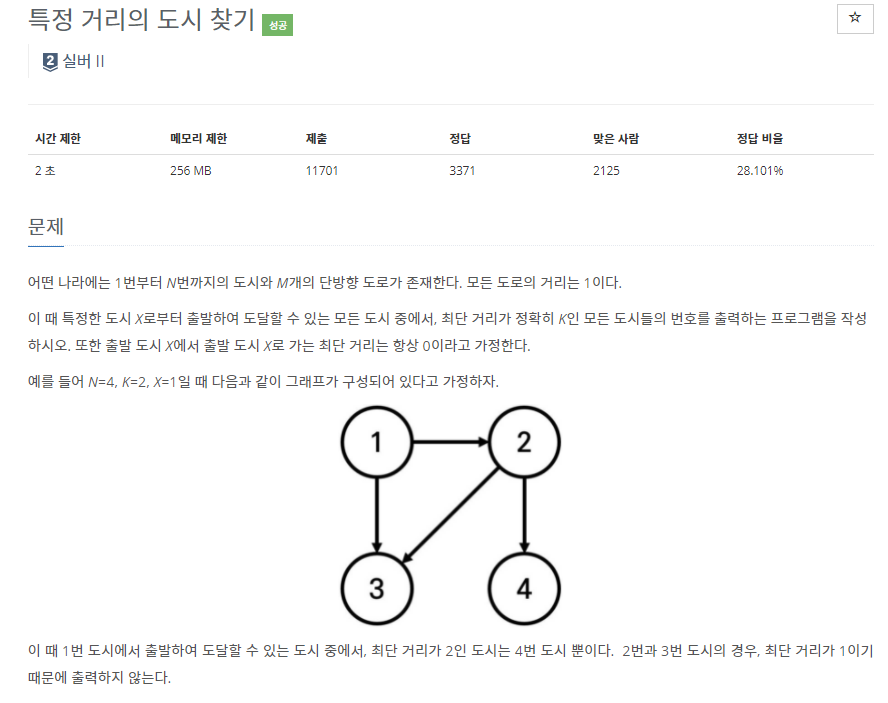 특정 거리의 도시 찾기 성공
☆
2 실버 II
시간 제한 메모리 제한 제출 정답 맞은 사람 정답 비율
2 초 256 MB 11701 3371 2125 28.101%
문제
어떤 나라에는 1번부터 N번까지의 도시와 M개의 단방향 도로가 존재한다. 모든 도로의 거리는 1이다.
이 때 특정한 도시 X로부터 출발하여 도달할 수 있는 모든 도시 중에서, 최단 거리가 정확히 K인 모든 도시들의 번호를 출력하는 프로그램을 작성
하시오. 또한 출발 도시 X에서 출발 도시 X로 가는 최단 거리는 항상 0이라고 가정한다.
예를 들어 N=4, K=2, X=1일 때 다음과 같이 그래프가 구성되어 있다고 가정하자.
1 2
3 4
이 때 1번 도시에서 출발하여 도달할 수 있는 도시 중에서, 최단 거리가 2인 도시는 4번 도시 뿐이다. 2번과 3번 도시의 경우, 최단 거리가 1이기
때문에 출력하지 않는다.